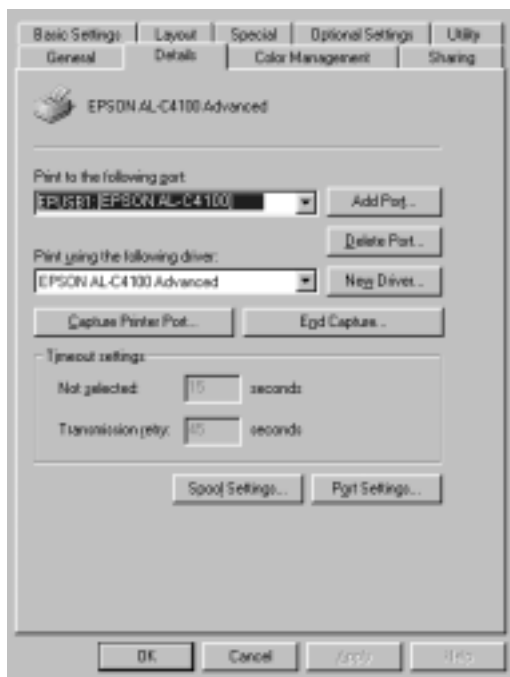 Basic Settings Layout Special Optional Settings Utility
General Details Color Management Sharing
EPSON AL-C4100 Advanced
Print to the following port:
EPUSB1: [EPSON AL-C4100] Add Port...
Delete Port...
Print using the following driver:
EPSON AL-C4100 Advanced New Driver...
Capture Printer Port... End Capture...
Timeout settings
Not selected: 15 seconds
Transmission retry: 45 seconds
Spool Settings... Port Settings...
OK Cancel Apply Help